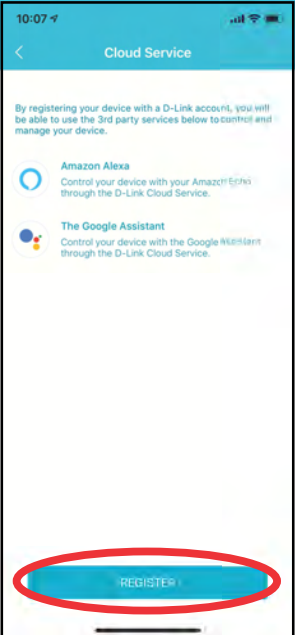 10:07
Cloud Service
By registering your device with a D-Link account, you will
be able to use the 3rd party services below to control and
manage your device.
Amazon Alexa
Control your device with your Amazon Echo
through the D-Link Cloud Service.
The Google Assistant
Control your device with the Google Assistant
through the D-Link Cloud Service.
REGISTER